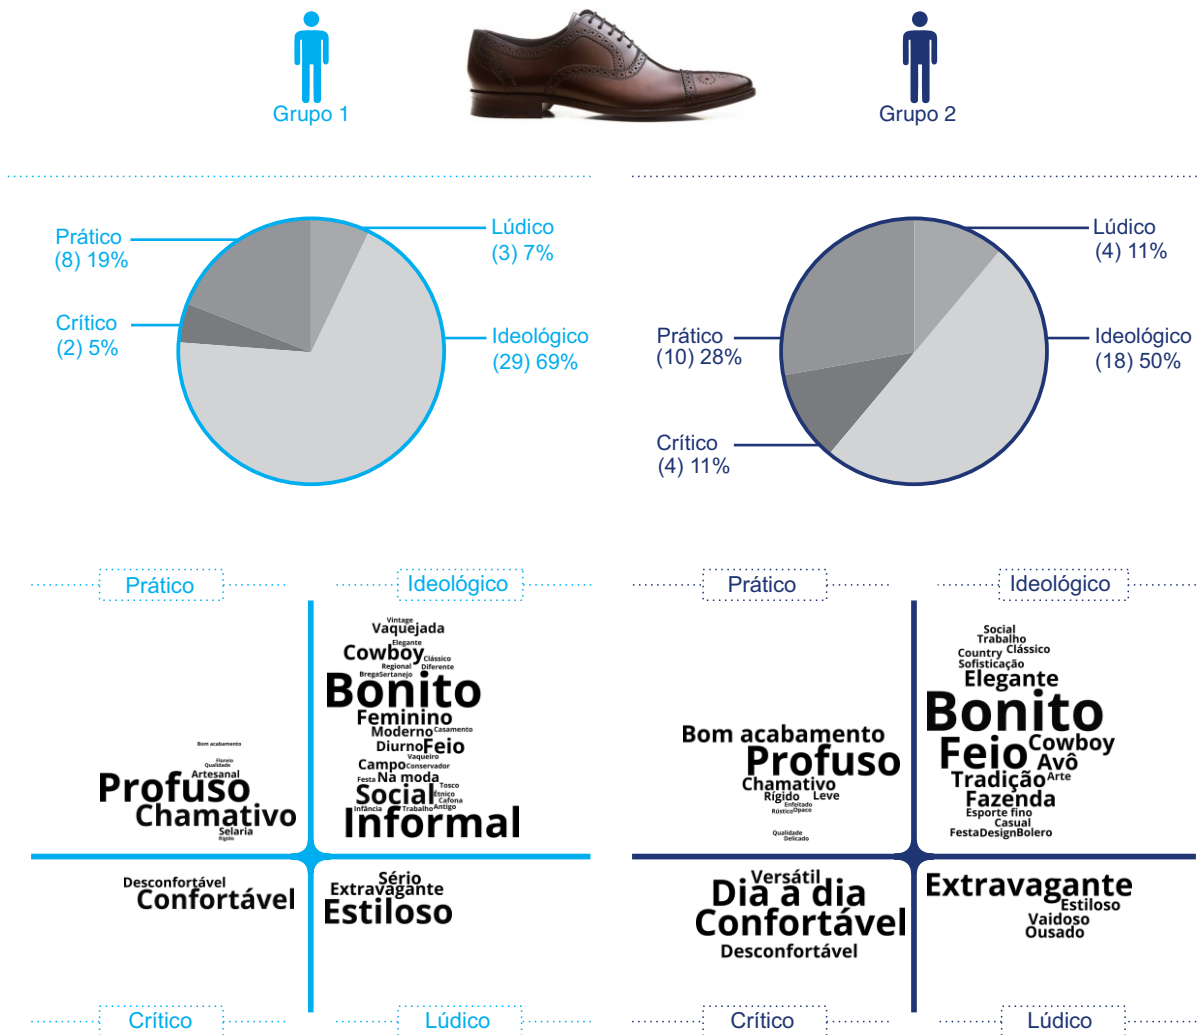 Grupo 1
Grupo 2
Prático
(8) 19%
Lúdico
(3) 7%
Crítico
(2) 5%
Ideológico
(29) 69%
Lúdico
(4) 11%
Prático
(10) 28%
Ideológico
(18) 50%
Crítico
(4) 11%
Prático
Ideológico
Bom acabamento
Floreio
Qualidade
Artesanal
Profuso
Chamativo
Selaria
Rígido
Vintage
Vaquejada
Elegante
Cowboy
Clássico
Regional
Diferente
Brega
Sertanejo
Bonito
Feminino
Moderno
Casamento
Diurno
Feio
Vaqueiro
Campo
Conservador
Festa
Na moda
Tosco
Social
Étnico
Cafona
Infância
Trabalho
Antigo
Informal
Desconfortável
Confortável
Sério
Extravagante
Estiloso
Crítico
Lúdico
Prático
Ideológico
Bom acabamento
Profuso
Chamativo
Rígido
Leve
Enfeitado
Rústico
Opaco
Qualidade
Delicado
Social
Trabalho
Country
Clássico
Sofisticação
Elegante
Bonito
Feio
Cowboy
Avô
Tradição
Arte
Fazenda
Esporte fino
Casual
Festa
Design
Bolero
Versátil
Dia a dia
Confortável
Desconfortável
Extravagante
Estiloso
Vaidoso
Ousado
Crítico
Lúdico